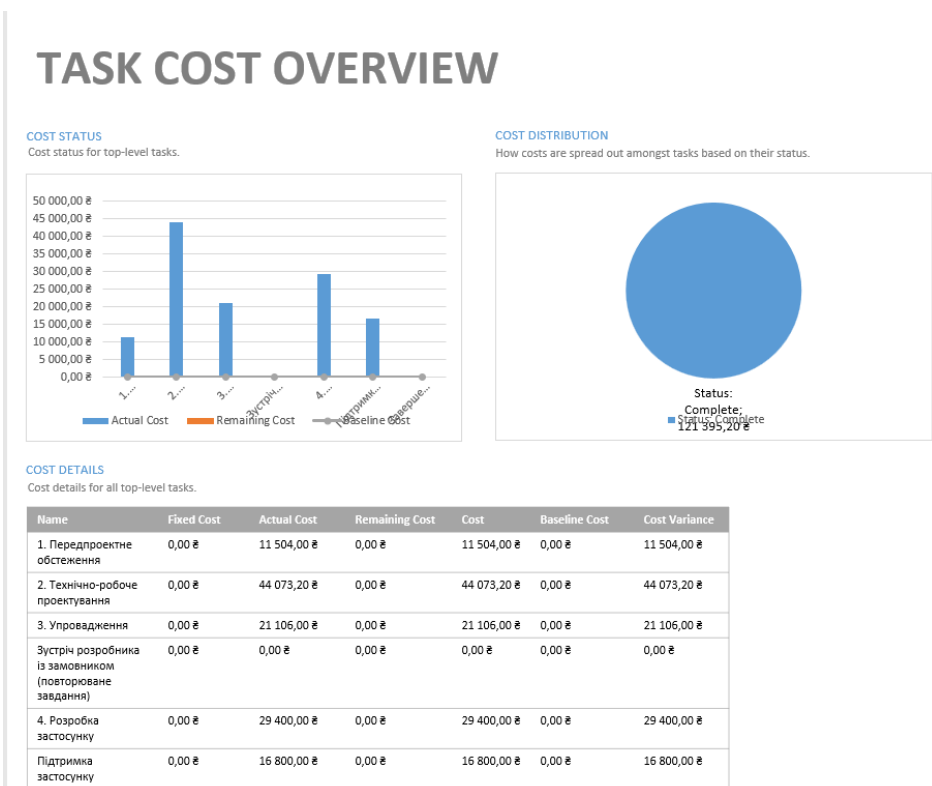 TASK COST OVERVIEW
COST STATUS
Cost status for top-level tasks.
50 000,00 ₴
45 000,00 ₴
40 000,00 ₴
35 000,00 ₴
30 000,00 ₴
25 000,00 ₴
20 000,00 ₴
15 000,00 ₴
10 000,00 ₴
5 000,00 ₴
0,00 ₴
1.…
2.…
3.…
Зустріч…
4.…
Підтримк…
Заверше…
Actual Cost
Remaining Cost
Baseline Cost
COST DISTRIBUTION
How costs are spread out amongst tasks based on their status.
Status:
Complete;
121 395,20 ₴
Status: Complete
COST DETAILS
Cost details for all top-level tasks.
Name Fixed Cost Actual Cost Remaining Cost Cost Baseline Cost Cost Variance
1. Передпроектне 0,00 ₴ 11 504,00 ₴ 0,00 ₴ 11 504,00 ₴ 0,00 ₴ 11 504,00 ₴
обстеження
2. Технічно-робоче 0,00 ₴ 44 073,20 ₴ 0,00 ₴ 44 073,20 ₴ 0,00 ₴ 44 073,20 ₴
проектування
3. Упровадження 0,00 ₴ 21 106,00 ₴ 0,00 ₴ 21 106,00 ₴ 0,00 ₴ 21 106,00 ₴
Зустріч розробника 0,00 ₴ 0,00 ₴ 0,00 ₴ 0,00 ₴ 0,00 ₴ 0,00 ₴
із замовником
(повторюване
завдання)
4. Розробка 0,00 ₴ 29 400,00 ₴ 0,00 ₴ 29 400,00 ₴ 0,00 ₴ 29 400,00 ₴
застосунку
Підтримка 0,00 ₴ 16 800,00 ₴ 0,00 ₴ 16 800,00 ₴ 0,00 ₴ 16 800,00 ₴
застосунку